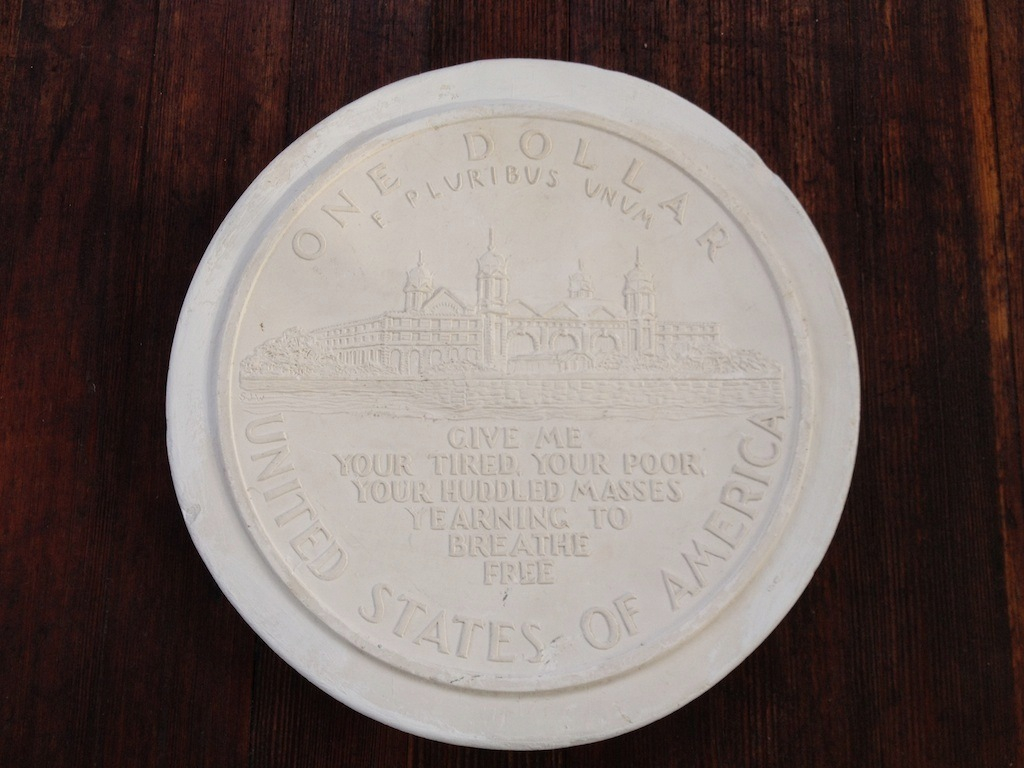 ONE DOLLAR
E PLURIBUS UNUM
GIVE ME
YOUR TIRED, YOUR POOR,
YOUR HUDDLED MASSES
YEARNING TO
BREATHE
FREE
UNITED STATES OF AMERICA